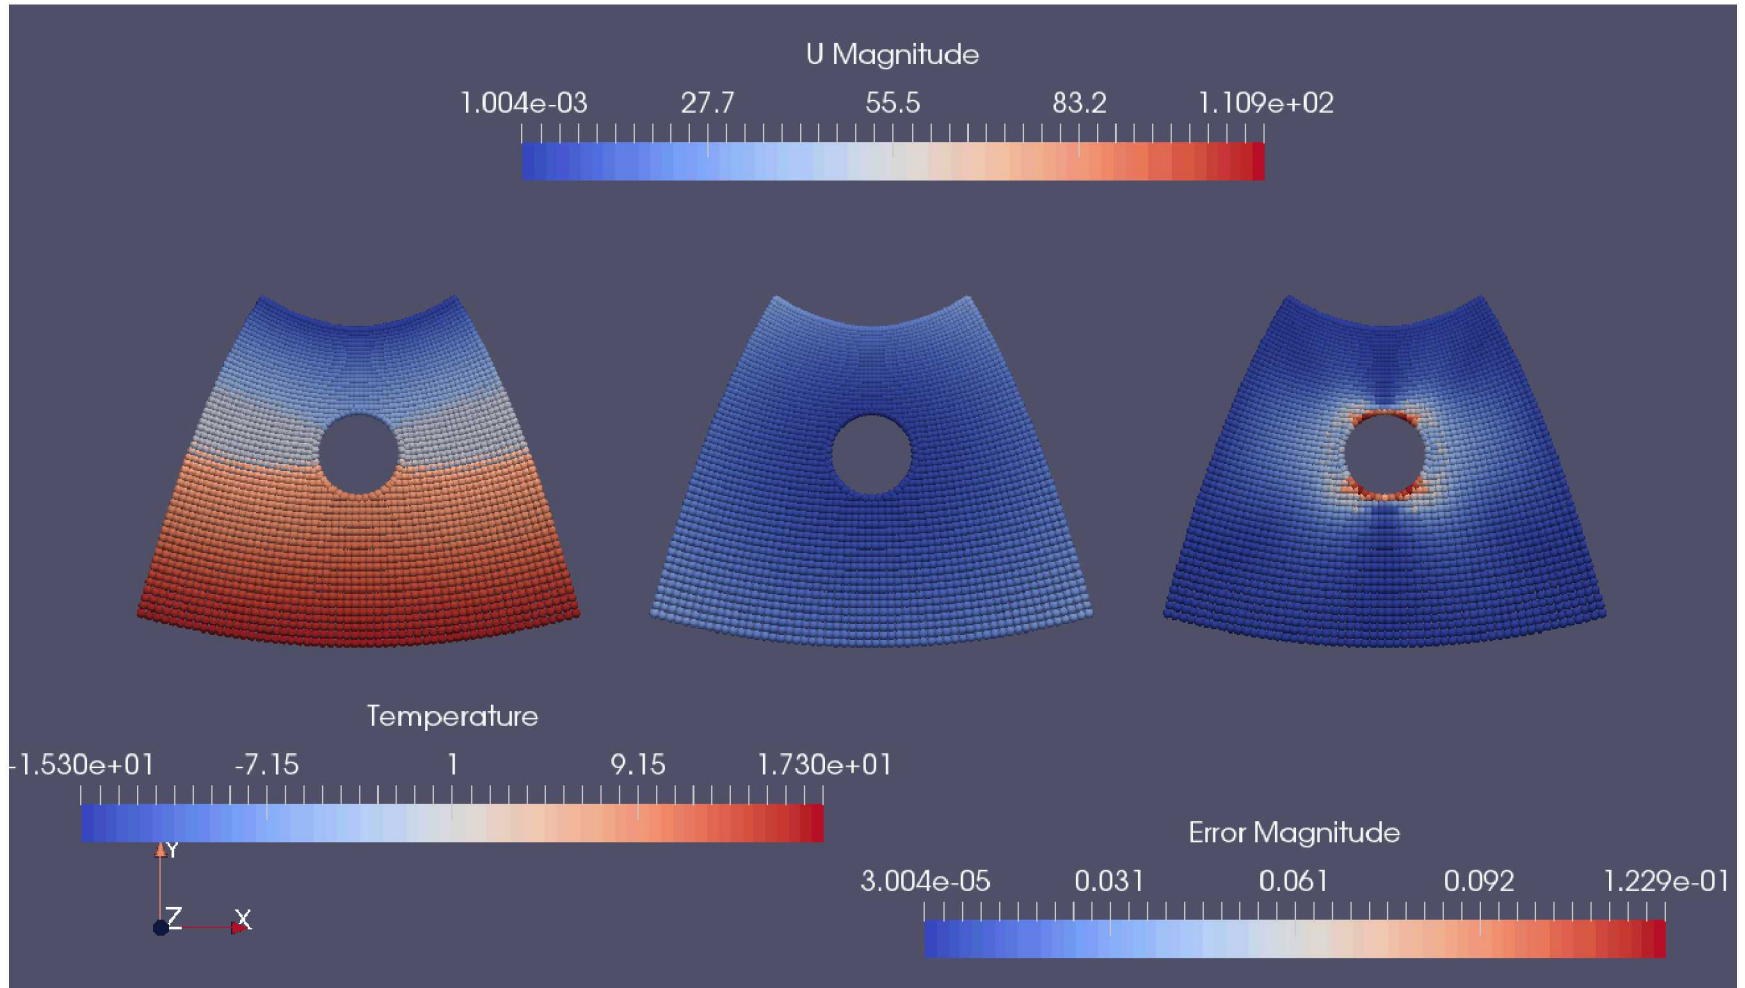 U Magnitude
1.004e-03 27.7 55.5 83.2 1.109e+02
Temperature
-1.530e+01 -7.15 1 9.15 1.730e+01
Y
Z X
Error Magnitude
3.004e-05 0.031 0.061 0.092 1.229e-01